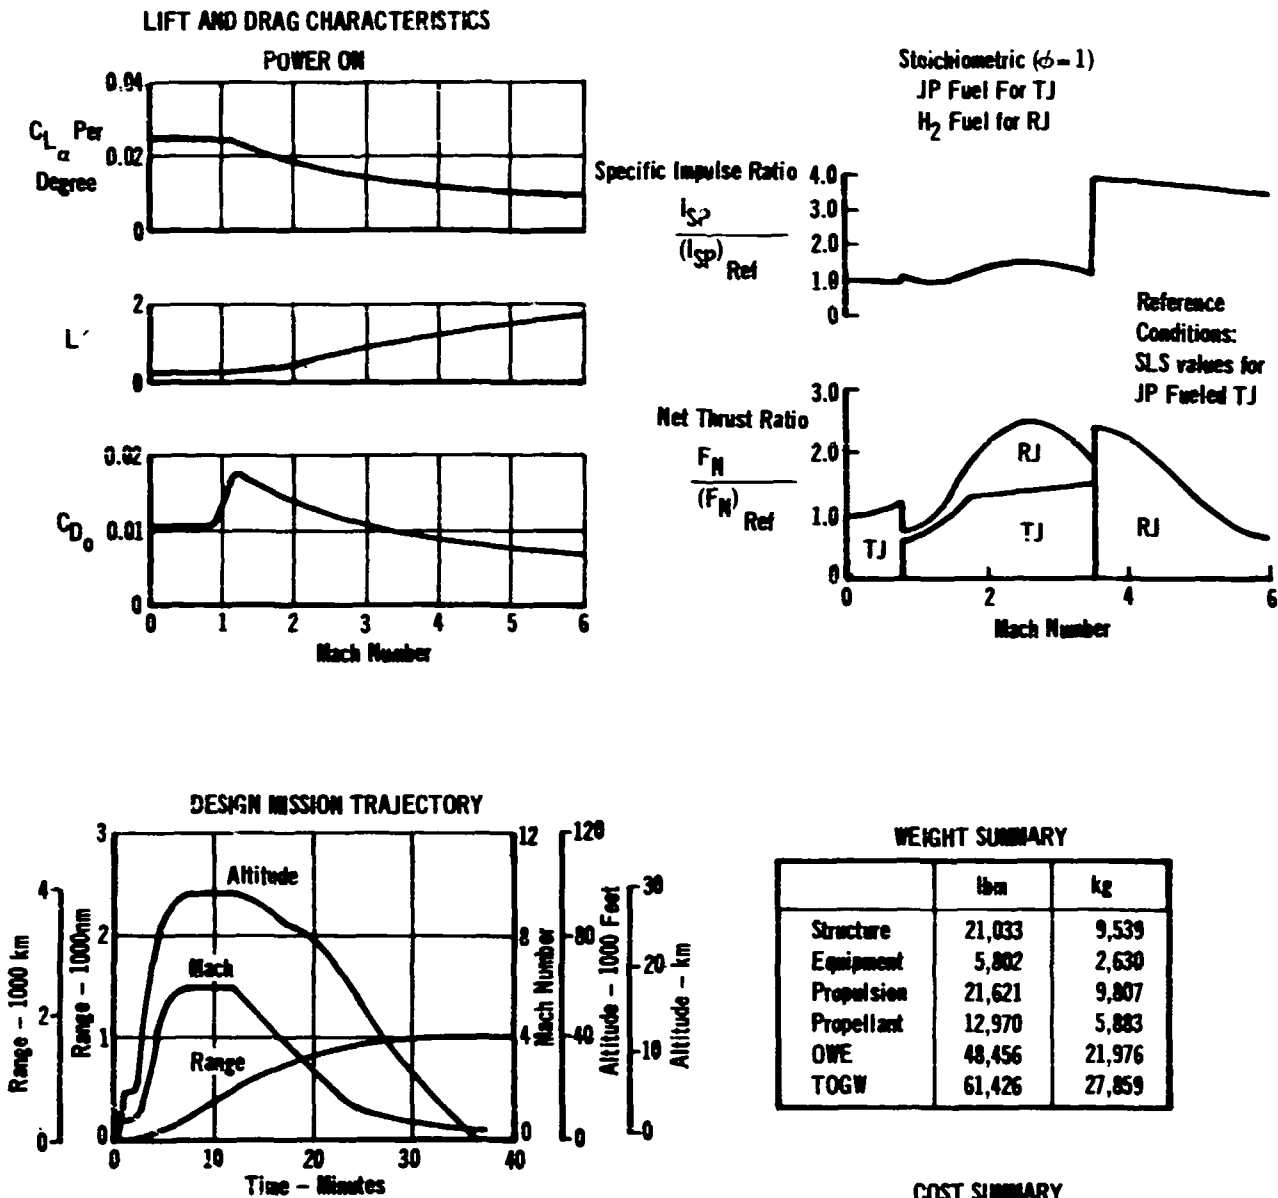 LIFT AND DRAG CHARACTERISTICS
POWER ON
0.04
C_Lα Per Degree
0.02
0
2
L′
0
0.02
C_Do
0.01
0
0 1 2 3 4 5 6
Mach Number
Stoichiometric (ϕ = 1)
JP Fuel For TJ
H2 Fuel for RJ
Specific Impulse Ratio
ISP
(ISP) Ref
4.0
3.0
2.0
1.0
0
Reference
Conditions:
SLS values for
JP Fueled TJ
Net Thrust Ratio
FN
(FN) Ref
3.0
2.0
1.0
0
RJ
TJ
TJ
RJ
0 2 4 6
Mach Number
DESIGN MISSION TRAJECTORY
Range – 1000 km
4
2
0
Range – 1000nm
3
2
1
0
Altitude
Mach
Range
12
8
4
0
Mach Number
120
80
40
0
Altitude – 1000 Feet
30
20
10
0
Altitude – km
0 10 20 30 40
Time – Minutes
WEIGHT SUMMARY
lbm kg
Structure 21,033 9,539
Equipment 5,802 2,630
Propulsion 21,621 9,807
Propellant 12,970 5,883
OWE 48,456 21,976
TOGW 61,426 27,859
COST SUMMARY